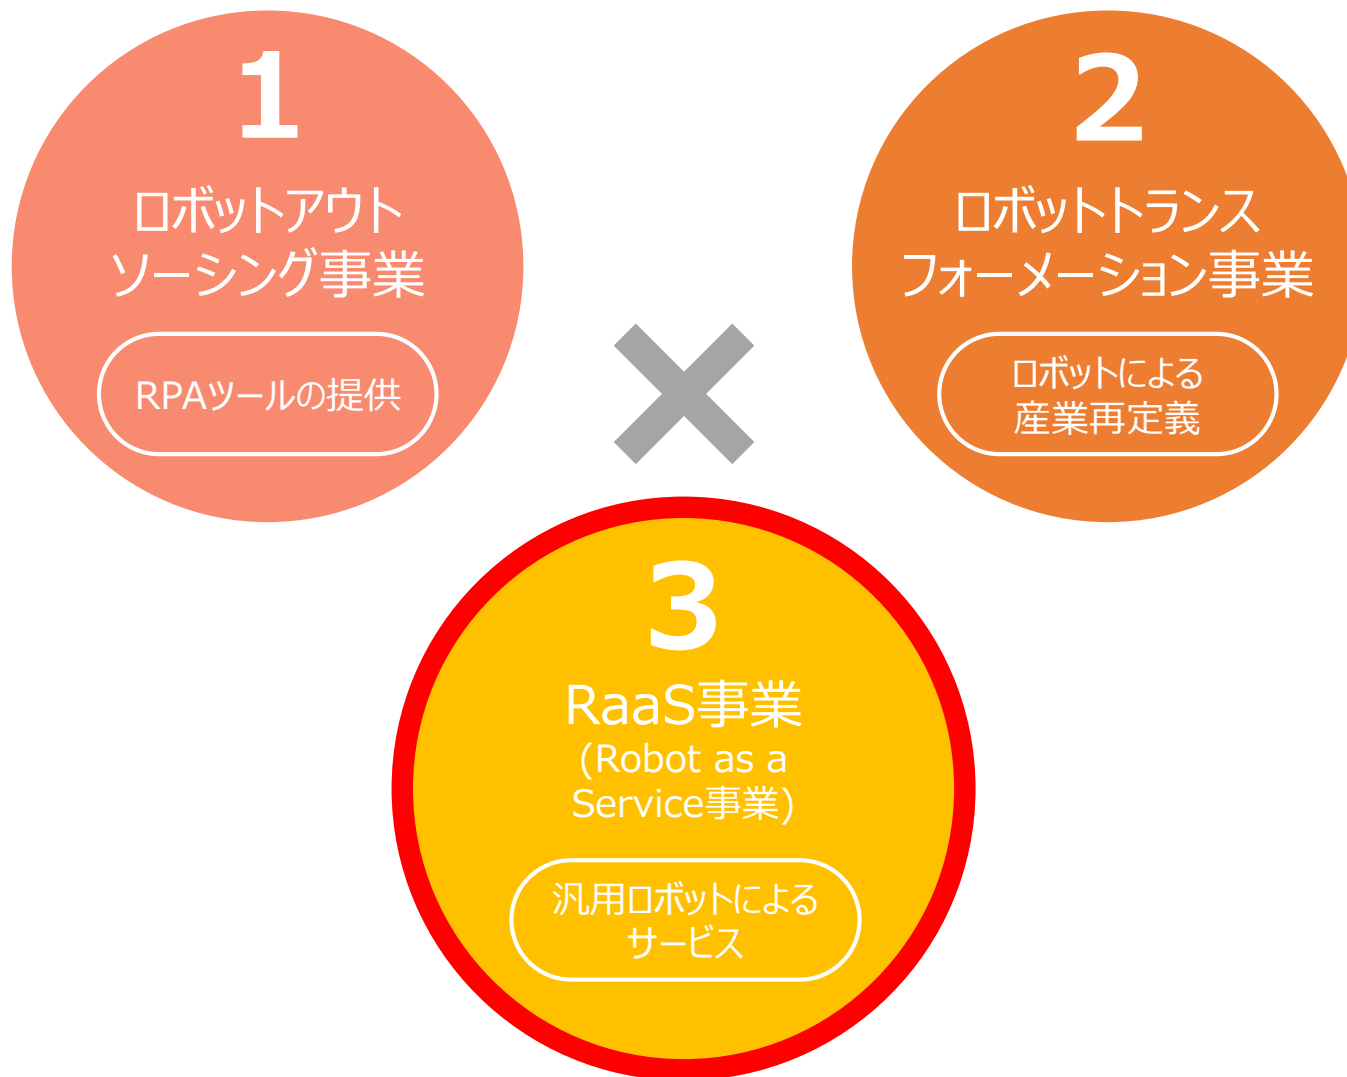 1
ロボットアウト
ソーシング事業
RPAツールの提供
2
ロボットトランス
フォーメーション事業
ロボットによる
産業再定義
3
RaaS事業
(Robot as a
Service事業)
汎用ロボットによる
サービス